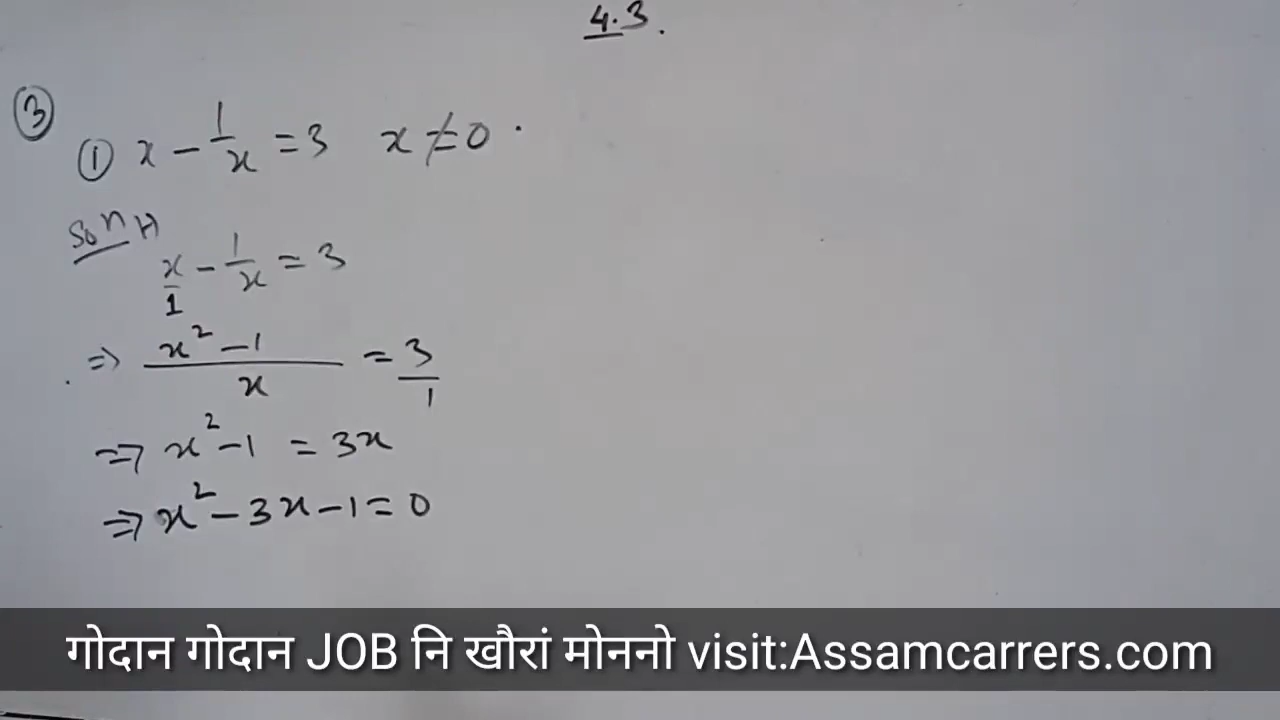 4.3.
③
① x - 1/x = 3 x ≠ 0 .
Soln H
x/1 - 1/x = 3
=> (x² - 1)/x = 3/1
=> x² - 1 = 3x
=> x² - 3x - 1 = 0
गोदान गोदान JOB नि खौरां मोननो visit:Assamcarrers.com